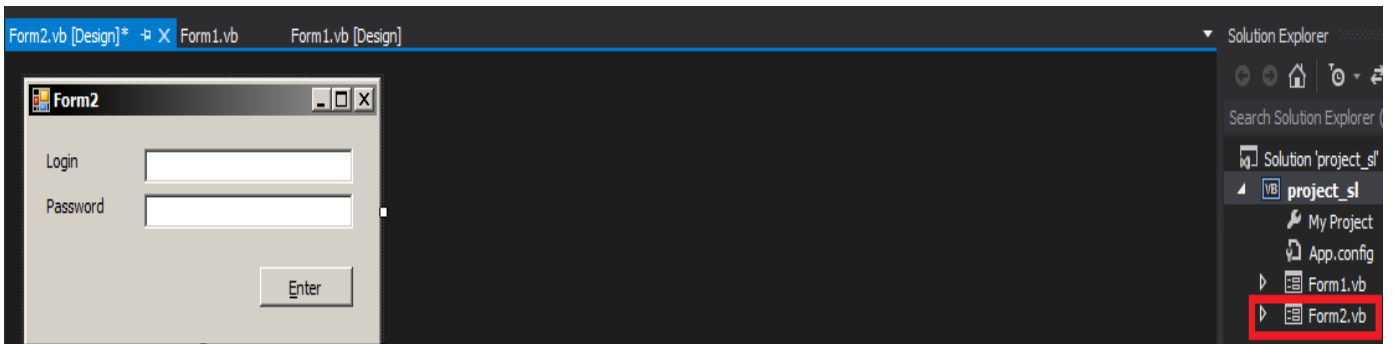 Form2.vb [Design]* Form1.vb Form1.vb [Design]
Solution Explorer
Form2
Search Solution Explorer (
Login
Solution 'project_sl'
VB project_sl
Password
My Project
App.config
Enter
Form1.vb
Form2.vb